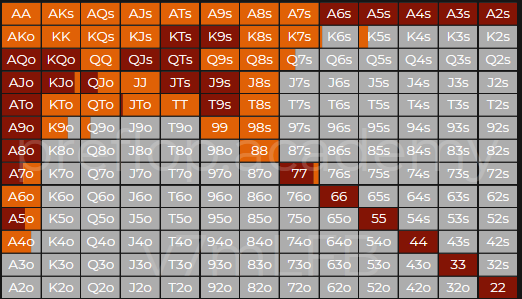 AA AKs AQs AJs ATs A9s A8s A7s A6s A5s A4s A3s A2s
AKo KK KQs KJs KTs K9s K8s K7s K6s K5s K4s K3s K2s
AQo KQo QQ QJs QTs Q9s Q8s Q7s Q6s Q5s Q4s Q3s Q2s
AJo KJo QJo JJ JTs J9s J8s J7s J6s J5s J4s J3s J2s
ATo KTo QTo JTo TT T9s T8s T7s T6s T5s T4s T3s T2s
A9o K9o Q9o J9o T9o 99 98s 97s 96s 95s 94s 93s 92s
A8o K8o Q8o J8o T8o 98o 88 87s 86s 85s 84s 83s 82s
A7o K7o Q7o J7o T7o 97o 87o 77 76s 75s 74s 73s 72s
A6o K6o Q6o J6o T6o 96o 86o 76o 66 65s 64s 63s 62s
A5o K5o Q5o J5o T5o 95o 85o 75o 65o 55 54s 53s 52s
A4o K4o Q4o J4o T4o 94o 84o 74o 64o 54o 44 43s 42s
A3o K3o Q3o J3o T3o 93o 83o 73o 63o 53o 43o 33 32s
A2o K2o Q2o J2o T2o 92o 82o 72o 62o 52o 42o 32o 22